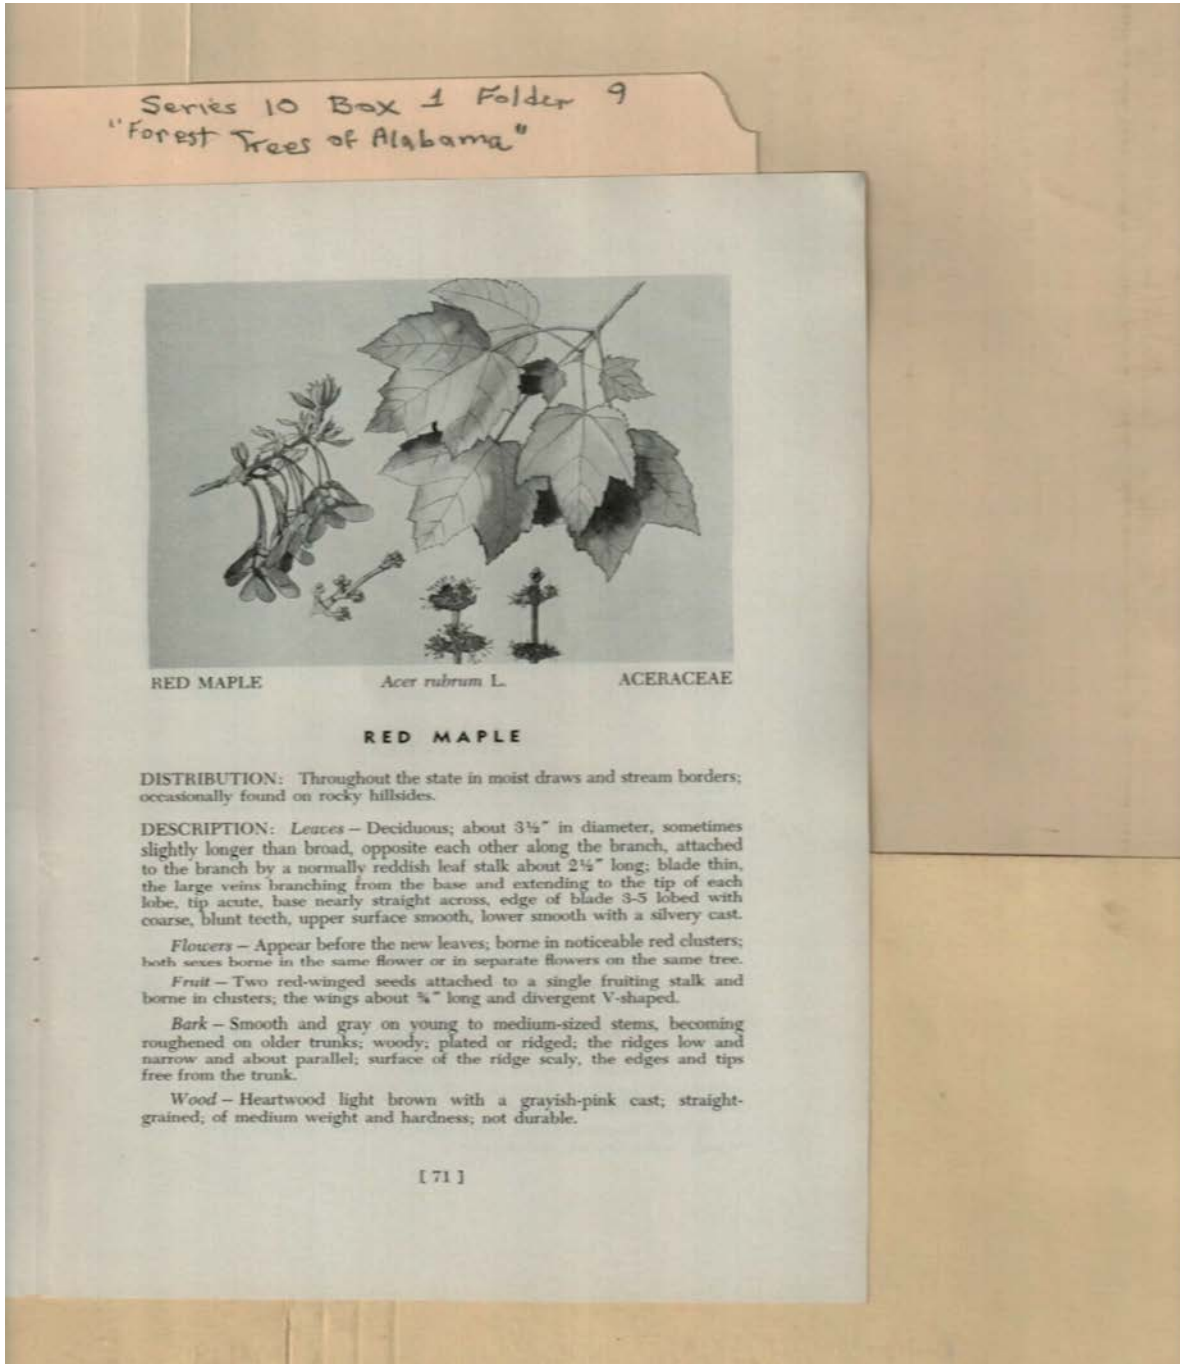 Series 10 Box 1 Folder 9
"Forest Trees of Alabama"
RED MAPLE Acer rubrum L. ACERACEAE
RED MAPLE
DISTRIBUTION: Throughout the state in moist draws and stream borders;
occasionally found on rocky hillsides.
DESCRIPTION: Leaves – Deciduous; about 3½" in diameter, sometimes
slightly longer than broad, opposite each other along the branch, attached
to the branch by a normally reddish leaf stalk about 2½" long; blade thin,
the large veins branching from the base and extending to the tip of each
lobe, tip acute, base nearly straight across, edge of blade 3-5 lobed with
coarse, blunt teeth, upper surface smooth, lower smooth with a silvery cast.
Flowers – Appear before the new leaves; borne in noticeable red clusters;
both sexes borne in the same flower or in separate flowers on the same tree.
Fruit – Two red-winged seeds attached to a single fruiting stalk and
borne in clusters; the wings about ¾" long and divergent V-shaped.
Bark – Smooth and gray on young to medium-sized stems, becoming
roughened on older trunks; woody; plated or ridged; the ridges low and
narrow and about parallel; surface of the ridge scaly, the edges and tips
free from the trunk.
Wood – Heartwood light brown with a grayish-pink cast; straight-
grained; of medium weight and hardness; not durable.
[ 71 ]